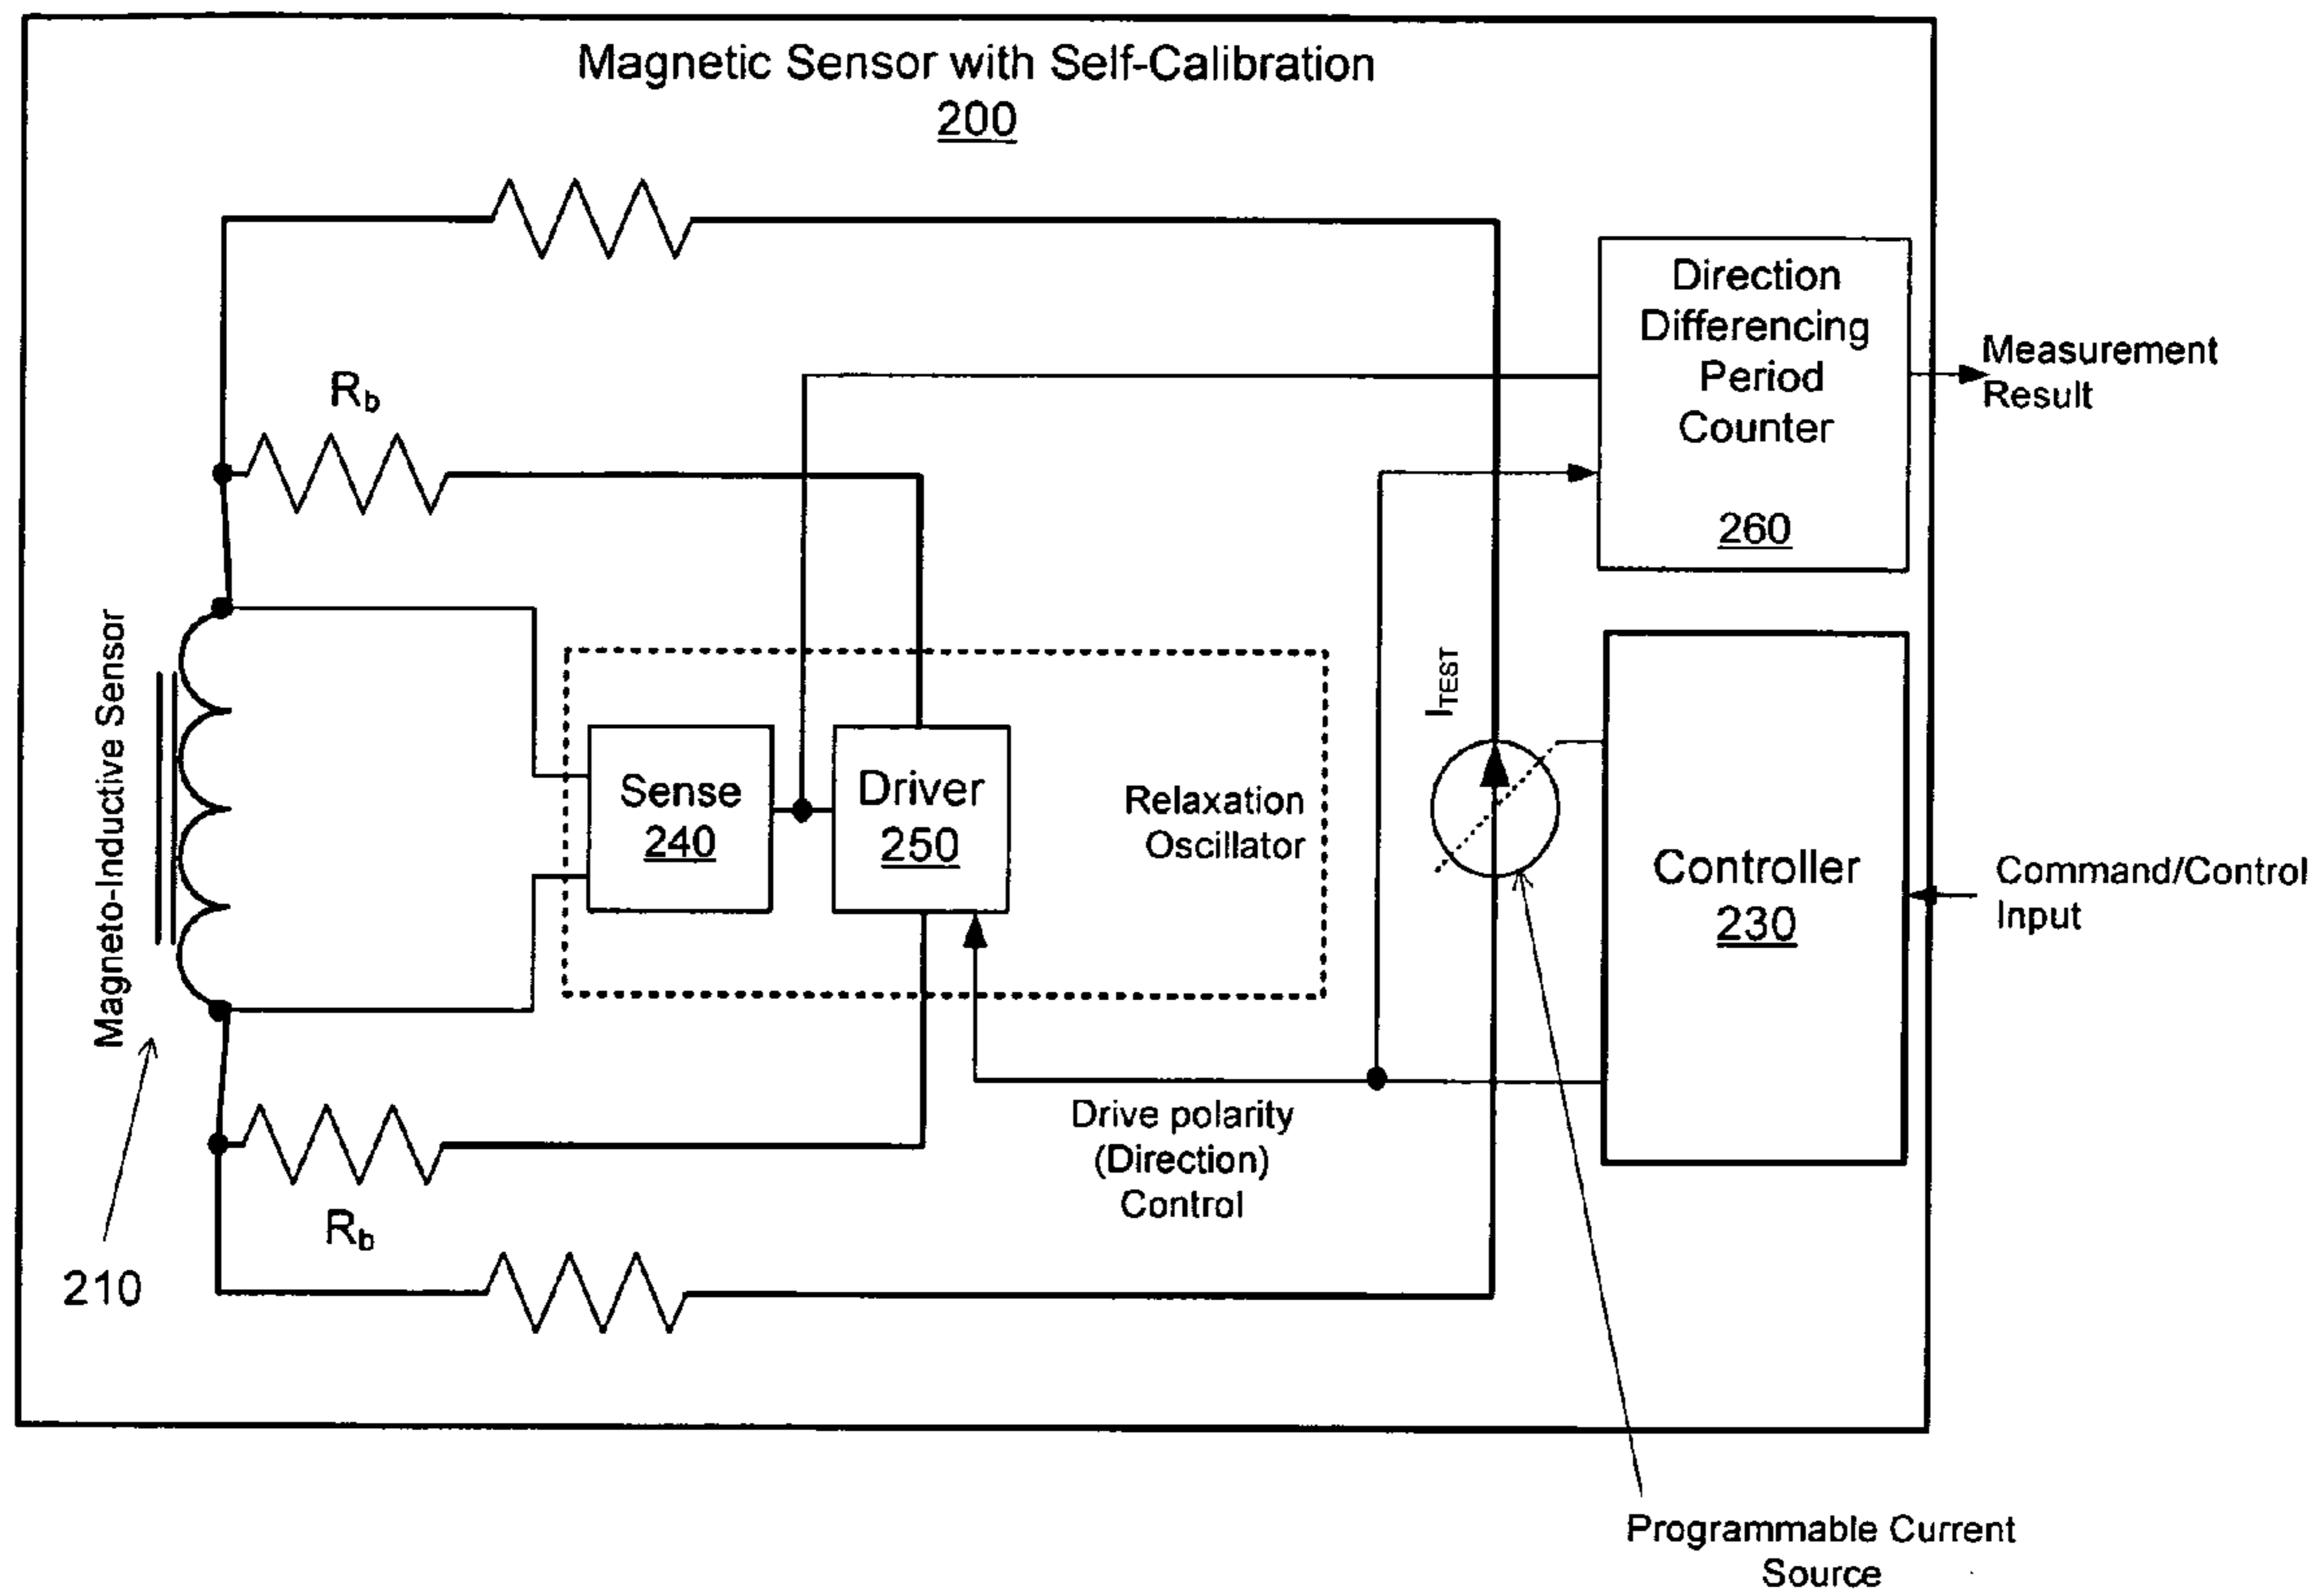 Magnetic Sensor with Self-Calibration
200
Direction
Differencing
Period
Counter
260
Measurement
Result
Rb
Magneto-Inductive Sensor
210
Sense
240
Driver
250
Relaxation
Oscillator
ITEST
Controller
230
Command/Control
Input
Drive polarity
(Direction)
Control
Rb
Programmable Current
Source